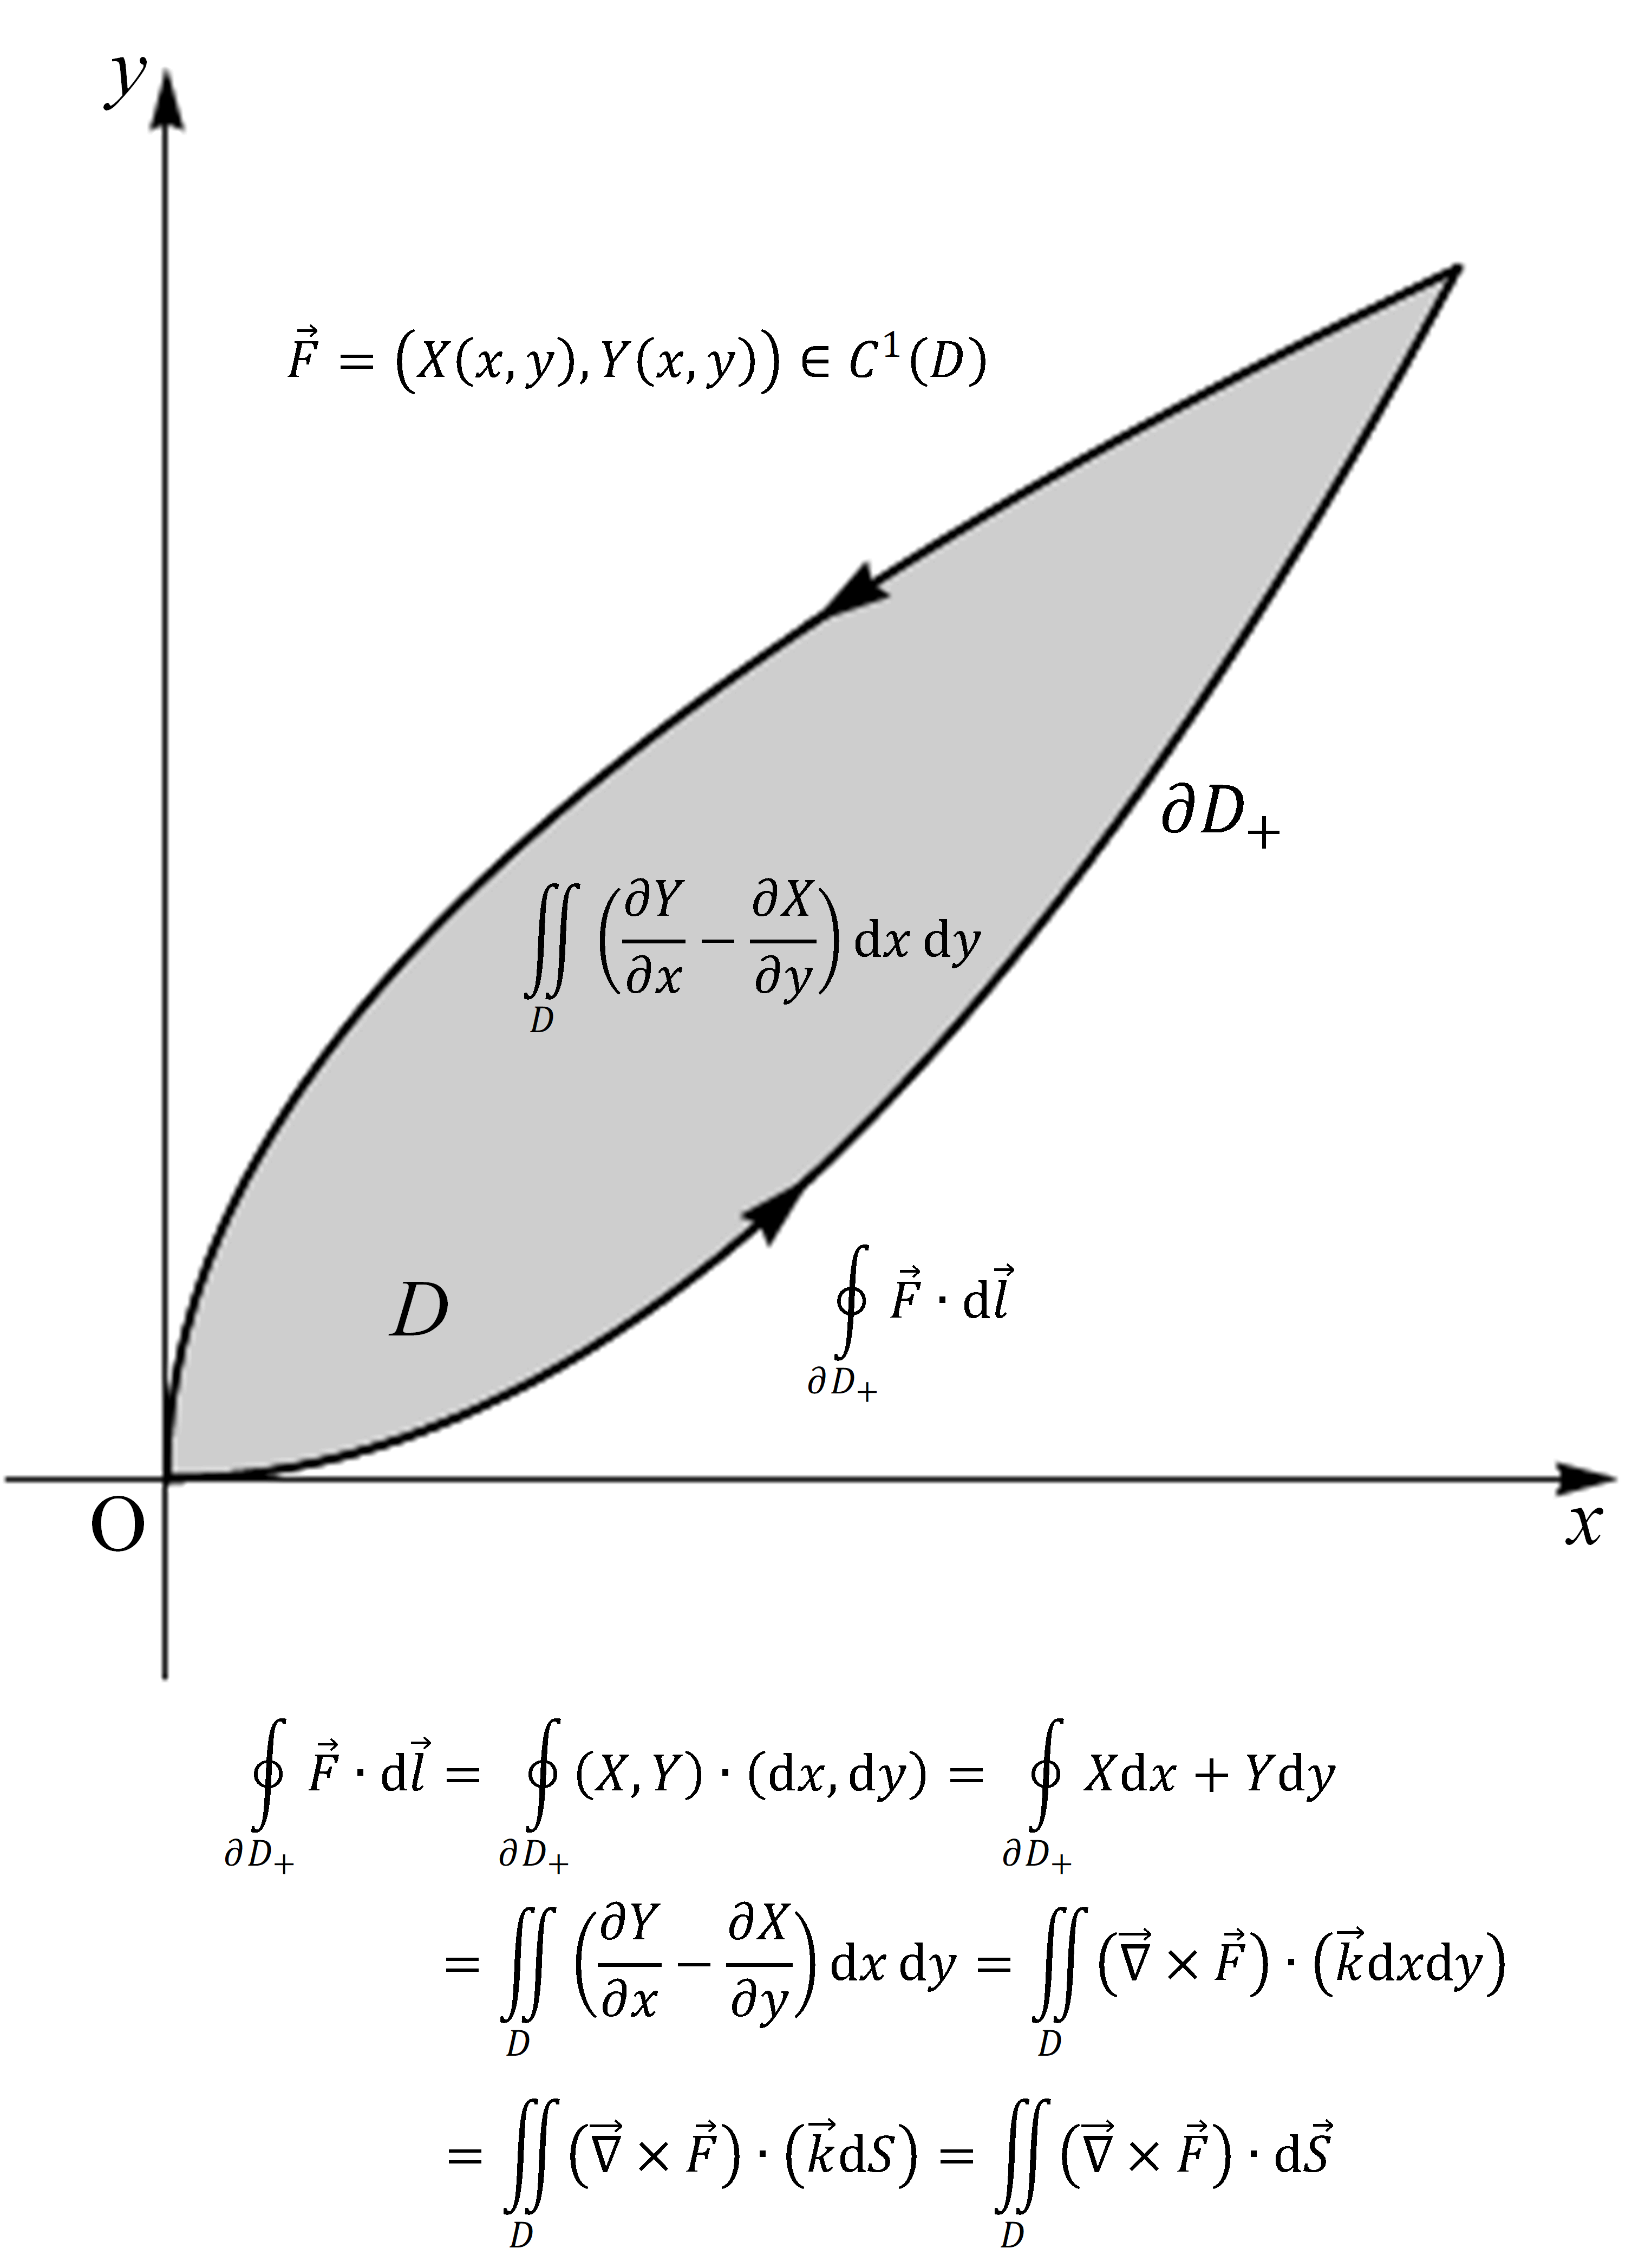 y
F⃗ = (X(x, y), Y(x, y)) ∈ C¹(D)
∂D₊
∬_D (∂Y/∂x − ∂X/∂y) dx dy
D
∮_∂D₊ F⃗ · dl⃗
O
x
∮_∂D₊ F⃗ · dl⃗ = ∮_∂D₊ (X, Y) · (dx, dy) = ∮_∂D₊ Xdx + Ydy
= ∬_D (∂Y/∂x − ∂X/∂y) dx dy = ∬_D (∇⃗ × F⃗) · (k⃗dxdy)
= ∬_D (∇⃗ × F⃗) · (k⃗dS) = ∬_D (∇⃗ × F⃗) · dS⃗